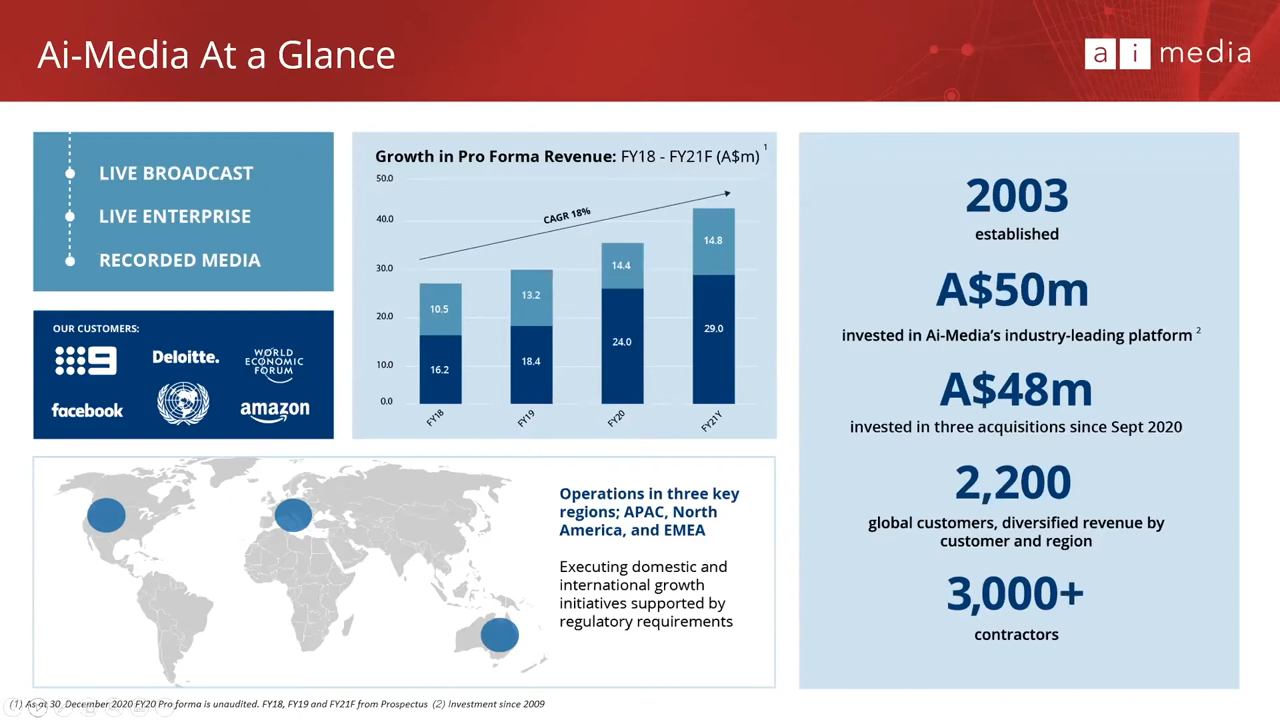 Ai-Media At a Glance
ai media
LIVE BROADCAST
LIVE ENTERPRISE
RECORDED MEDIA
OUR CUSTOMERS:
9
Deloitte.
WORLD
ECONOMIC
FORUM
facebook
amazon
Growth in Pro Forma Revenue: FY18 - FY21F (A$m) 1
50.0
40.0
30.0
20.0
10.0
0.0
CAGR 18%
10.5
16.2
13.2
18.4
14.4
24.0
14.8
29.0
FY18
FY19
FY20
FY21Y
Operations in three key
regions; APAC, North
America, and EMEA
Executing domestic and
international growth
initiatives supported by
regulatory requirements
2003
established
A$50m
invested in Ai-Media’s industry-leading platform 2
A$48m
invested in three acquisitions since Sept 2020
2,200
global customers, diversified revenue by
customer and region
3,000+
contractors
(1) As at 30 December 2020 FY20 Pro forma is unaudited. FY18, FY19 and FY21F from Prospectus (2) Investment since 2009